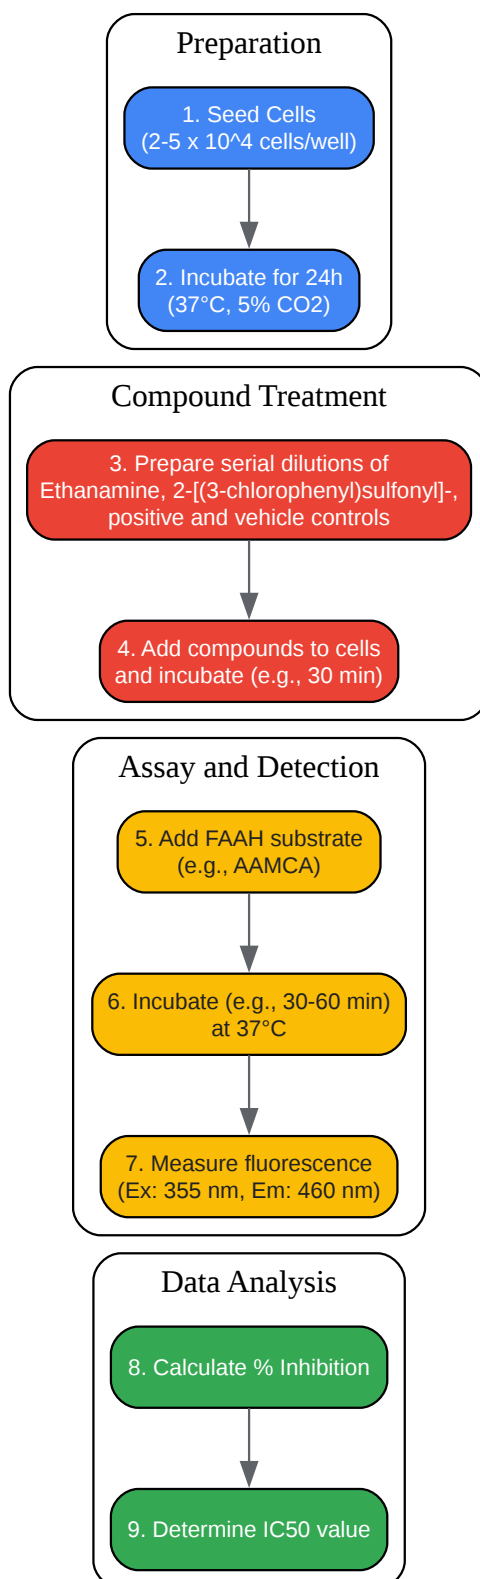 Preparation
1. Seed Cells
(2-5 x 10^4 cells/well)
2. Incubate for 24h
(37°C, 5% CO2)
Compound Treatment
3. Prepare serial dilutions of
Ethanamine, 2-[(3-chlorophenyl)sulfonyl]-,
positive and vehicle controls
4. Add compounds to cells
and incubate (e.g., 30 min)
Assay and Detection
5. Add FAAH substrate
(e.g., AAMCA)
6. Incubate (e.g., 30-60 min)
at 37°C
7. Measure fluorescence
(Ex: 355 nm, Em: 460 nm)
Data Analysis
8. Calculate % Inhibition
9. Determine IC50 value